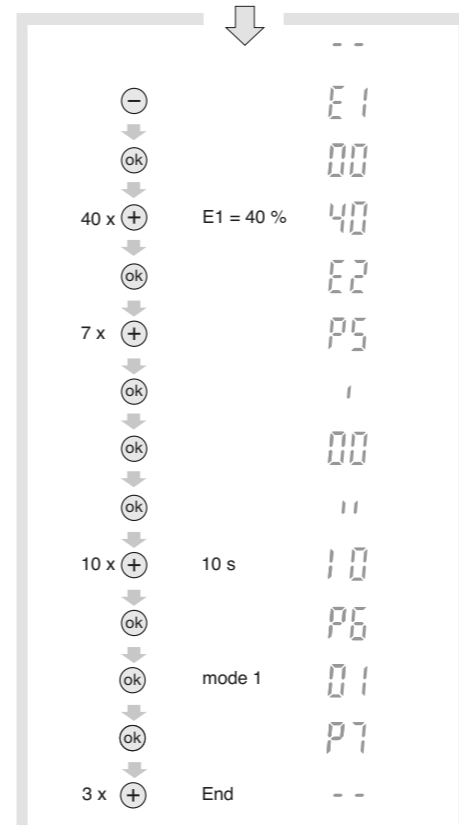 - -
− E1
ok 00
40 x + E1 = 40 % 40
ok E2
7 x + P5
ok ı
ok 00
ok ıı
10 x + 10 s 10
ok P6
ok mode 1 01
ok P7
3 x + End - -